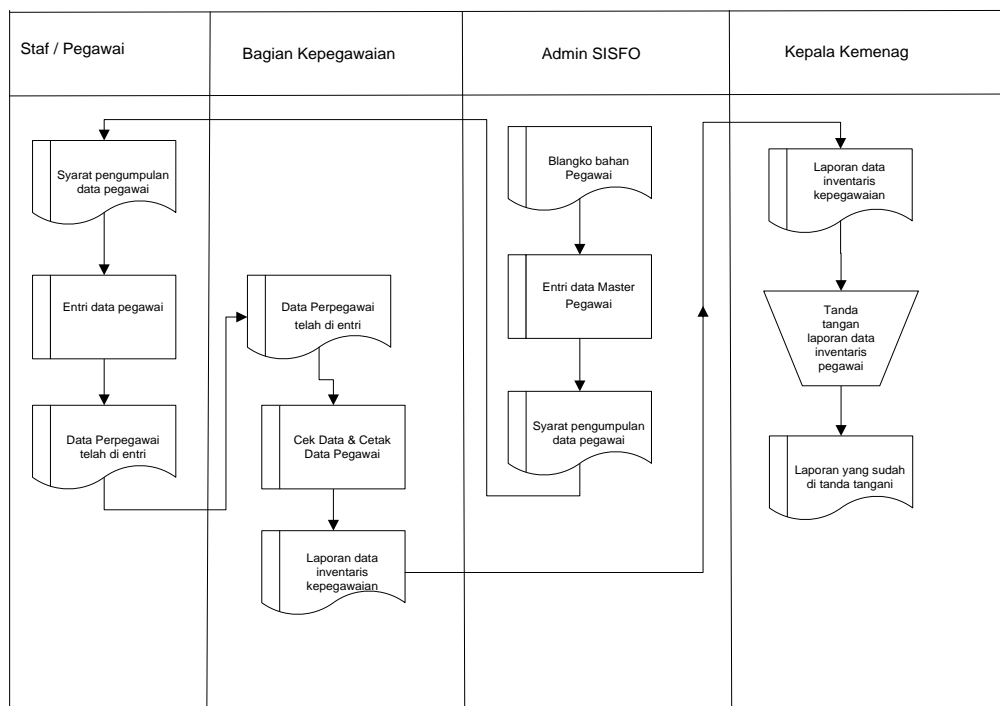 Staf / Pegawai
Bagian Kepegawaian
Admin SISFO
Kepala Kemenag
Syarat pengumpulan
data pegawai
Entri data pegawai
Data Perpegawai
telah di entri
Data Perpegawai
telah di entri
Cek Data & Cetak
Data Pegawai
Laporan data
inventaris
kepegawaian
Blangko bahan
Pegawai
Entri data Master
Pegawai
Syarat pengumpulan
data pegawai
Laporan data
inventaris
kepegawaian
Tanda
tangan
laporan data
inventaris
pegawai
Laporan yang sudah
di tanda tangani